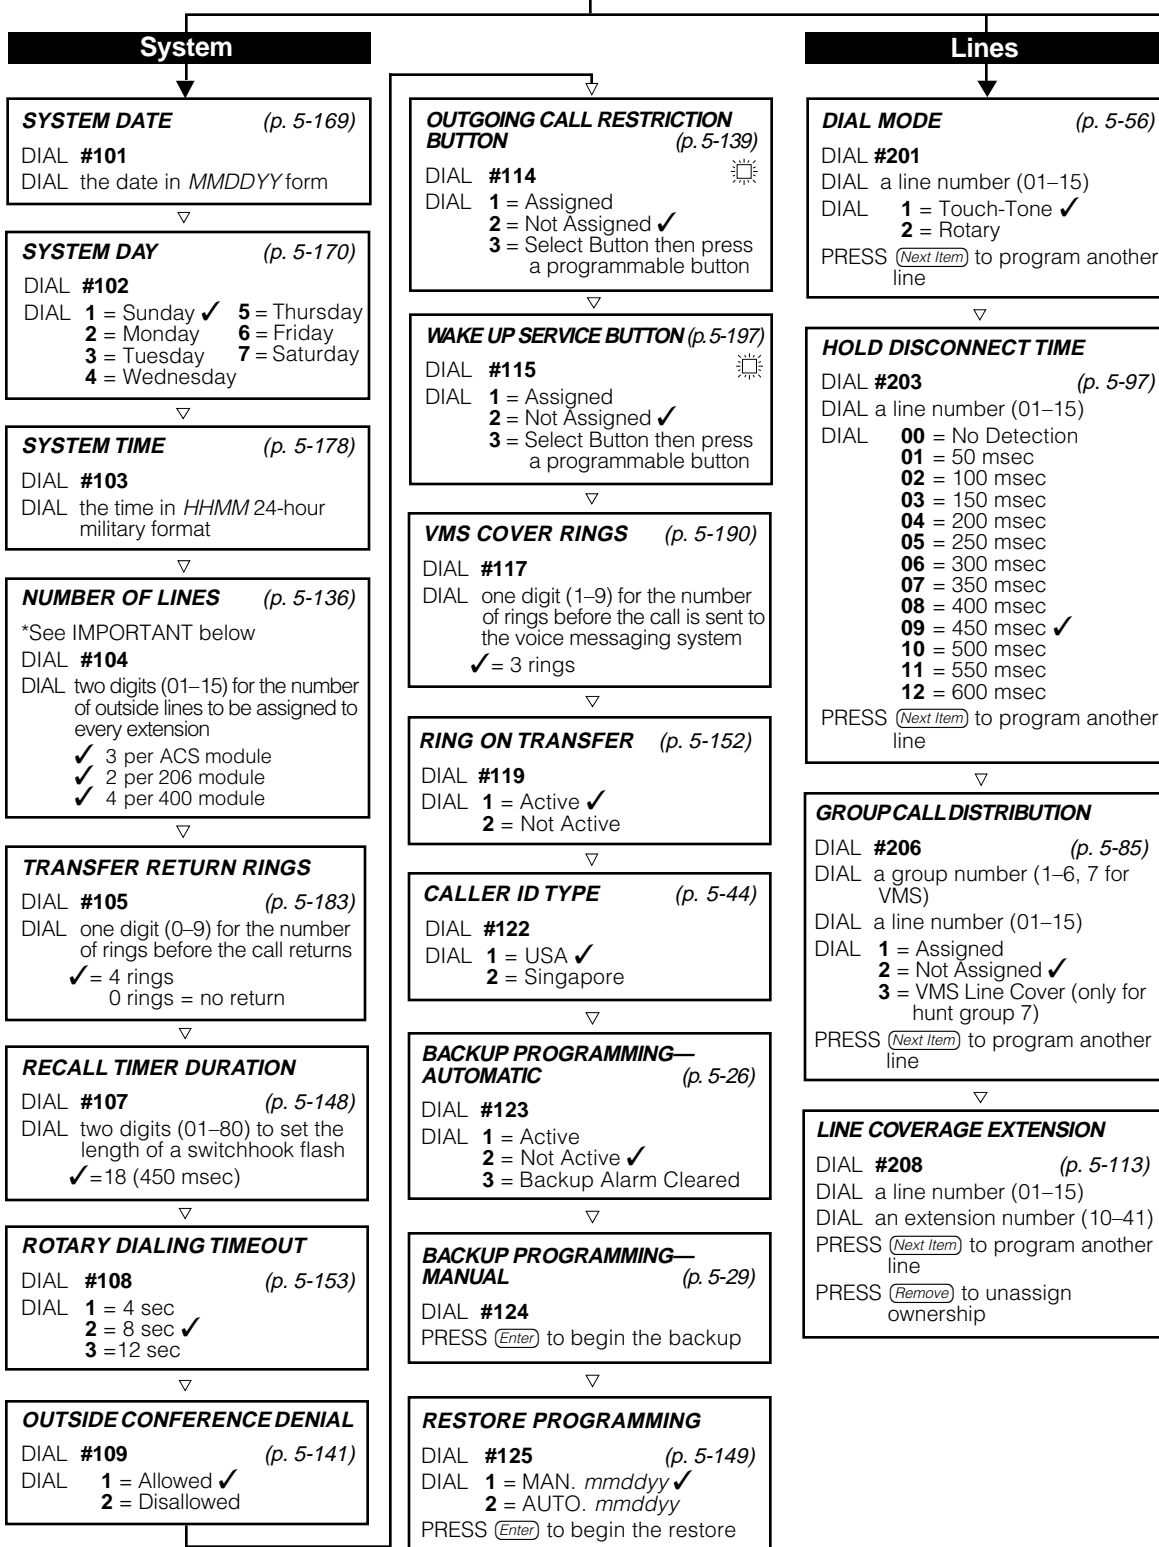 System
SYSTEM DATE (p. 5-169)
DIAL #101
DIAL the date in MMDDYY form
SYSTEM DAY (p. 5-170)
DIAL #102
DIAL 1 = Sunday ✓ 5 = Thursday
2 = Monday 6 = Friday
3 = Tuesday 7 = Saturday
4 = Wednesday
SYSTEM TIME (p. 5-178)
DIAL #103
DIAL the time in HHMM 24-hour
military format
NUMBER OF LINES (p. 5-136)
*See IMPORTANT below
DIAL #104
DIAL two digits (01–15) for the number
of outside lines to be assigned to
every extension
✓ 3 per ACS module
✓ 2 per 206 module
✓ 4 per 400 module
TRANSFER RETURN RINGS
DIAL #105 (p. 5-183)
DIAL one digit (0–9) for the number
of rings before the call returns
✓ = 4 rings
0 rings = no return
RECALL TIMER DURATION
DIAL #107 (p. 5-148)
DIAL two digits (01–80) to set the
length of a switchhook flash
✓ =18 (450 msec)
ROTARY DIALING TIMEOUT
DIAL #108 (p. 5-153)
DIAL 1 = 4 sec
2 = 8 sec ✓
3 =12 sec
OUTSIDE CONFERENCE DENIAL
DIAL #109 (p. 5-141)
DIAL 1 = Allowed ✓
2 = Disallowed
OUTGOING CALL RESTRICTION
BUTTON (p. 5-139)
DIAL #114
DIAL 1 = Assigned
2 = Not Assigned ✓
3 = Select Button then press
a programmable button
WAKE UP SERVICE BUTTON (p. 5-197)
DIAL #115
DIAL 1 = Assigned
2 = Not Assigned ✓
3 = Select Button then press
a programmable button
VMS COVER RINGS (p. 5-190)
DIAL #117
DIAL one digit (1–9) for the number
of rings before the call is sent to
the voice messaging system
✓ = 3 rings
RING ON TRANSFER (p. 5-152)
DIAL #119
DIAL 1 = Active ✓
2 = Not Active
CALLER ID TYPE (p. 5-44)
DIAL #122
DIAL 1 = USA ✓
2 = Singapore
BACKUP PROGRAMMING—
AUTOMATIC (p. 5-26)
DIAL #123
DIAL 1 = Active
2 = Not Active ✓
3 = Backup Alarm Cleared
BACKUP PROGRAMMING—
MANUAL (p. 5-29)
DIAL #124
PRESS Enter to begin the backup
RESTORE PROGRAMMING
DIAL #125 (p. 5-149)
DIAL 1 = MAN. mmddyy ✓
2 = AUTO. mmddyy
PRESS Enter to begin the restore
Lines
DIAL MODE (p. 5-56)
DIAL #201
DIAL a line number (01–15)
DIAL 1 = Touch-Tone ✓
2 = Rotary
PRESS Next Item to program another
line
HOLD DISCONNECT TIME
DIAL #203 (p. 5-97)
DIAL a line number (01–15)
DIAL 00 = No Detection
01 = 50 msec
02 = 100 msec
03 = 150 msec
04 = 200 msec
05 = 250 msec
06 = 300 msec
07 = 350 msec
08 = 400 msec
09 = 450 msec ✓
10 = 500 msec
11 = 550 msec
12 = 600 msec
PRESS Next Item to program another
line
GROUP CALL DISTRIBUTION
DIAL #206 (p. 5-85)
DIAL a group number (1–6, 7 for
VMS)
DIAL a line number (01–15)
DIAL 1 = Assigned
2 = Not Assigned ✓
3 = VMS Line Cover (only for
hunt group 7)
PRESS Next Item to program another
line
LINE COVERAGE EXTENSION
DIAL #208 (p. 5-113)
DIAL a line number (01–15)
DIAL an extension number (10–41)
PRESS Next Item to program another
line
PRESS Remove to unassign
ownership